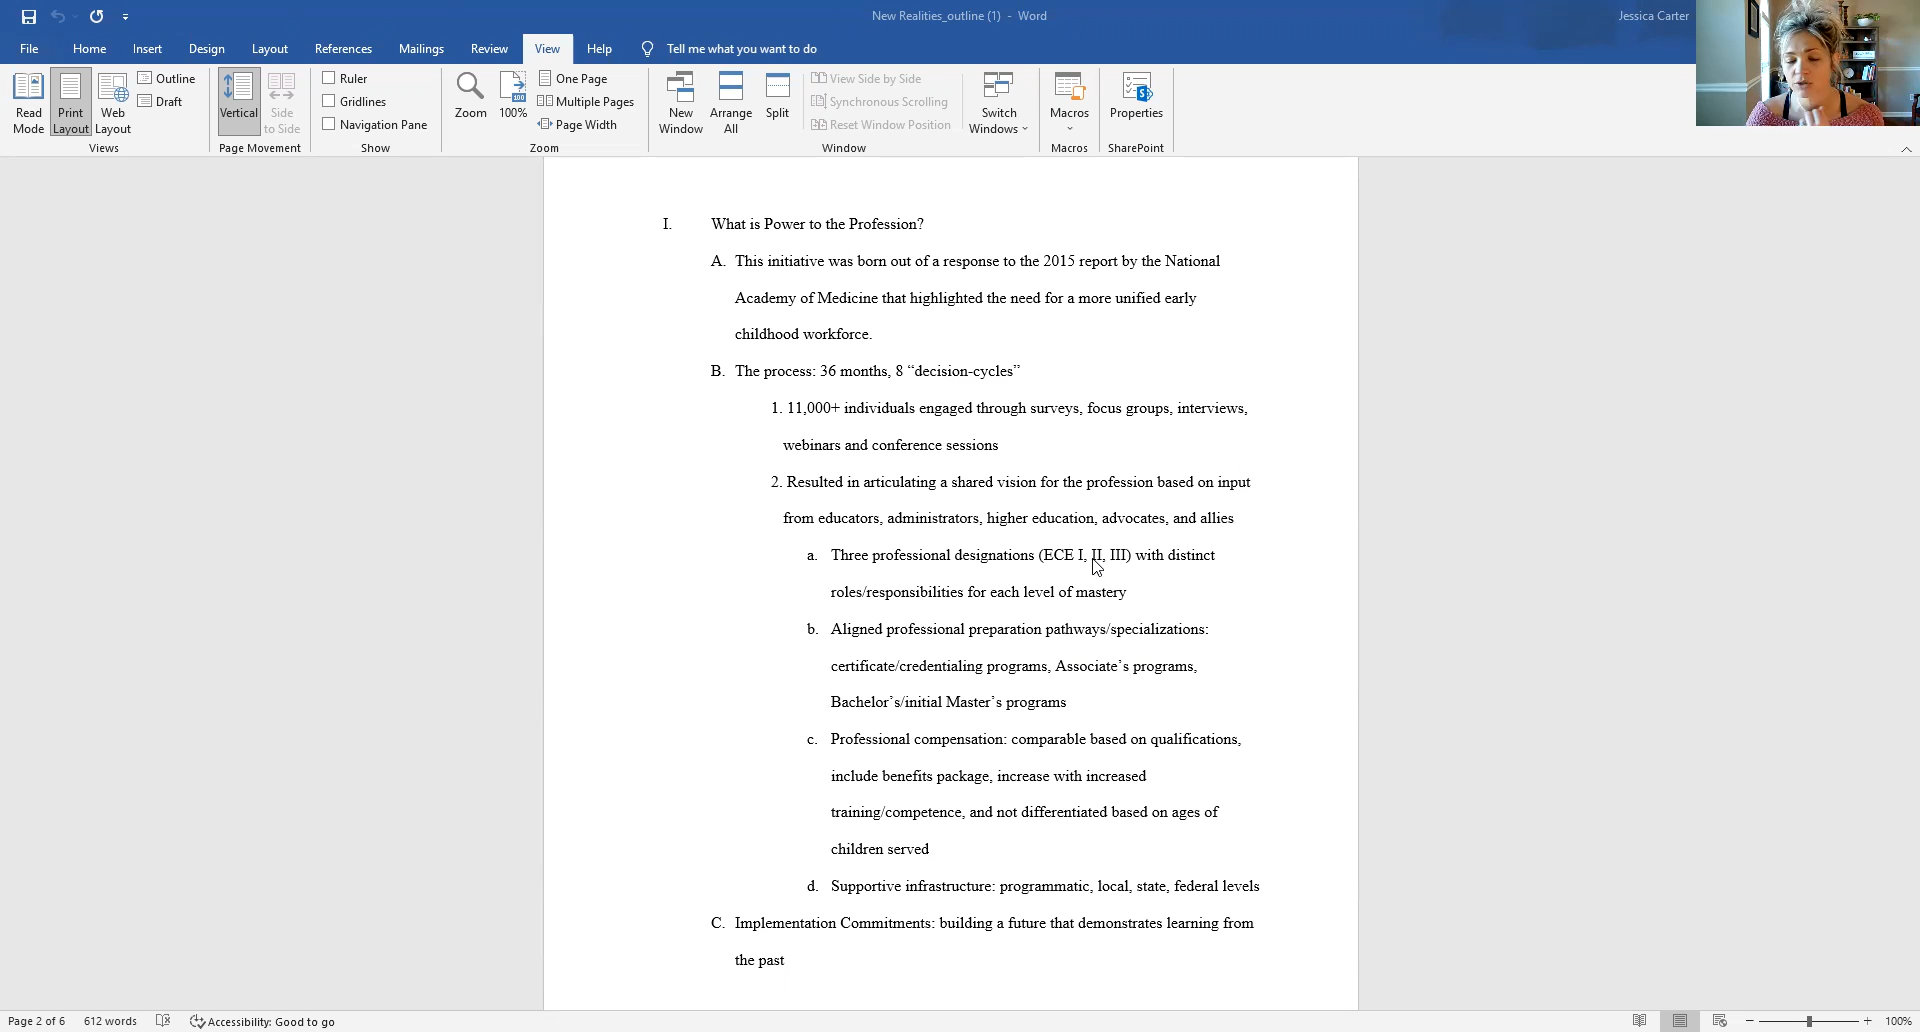 New Realities_outline (1) - Word
Jessica Carter
File Home Insert Design Layout References Mailings Review View Help Tell me what you want to do
Read Mode
Print Layout
Web Layout
Outline
Draft
Views
Vertical
Side to Side
Page Movement
Ruler
Gridlines
Navigation Pane
Show
Zoom
100
100%
One Page
Multiple Pages
Page Width
Zoom
New Window
Arrange All
Split
View Side by Side
Synchronous Scrolling
Reset Window Position
Window
Switch Windows
Macros
Macros
Properties
SharePoint
I. What is Power to the Profession?
A. This initiative was born out of a response to the 2015 report by the National
Academy of Medicine that highlighted the need for a more unified early
childhood workforce.
B. The process: 36 months, 8 “decision-cycles”
1. 11,000+ individuals engaged through surveys, focus groups, interviews,
webinars and conference sessions
2. Resulted in articulating a shared vision for the profession based on input
from educators, administrators, higher education, advocates, and allies
a. Three professional designations (ECE I, II, III) with distinct
roles/responsibilities for each level of mastery
b. Aligned professional preparation pathways/specializations:
certificate/credentialing programs, Associate’s programs,
Bachelor’s/initial Master’s programs
c. Professional compensation: comparable based on qualifications,
include benefits package, increase with increased
training/competence, and not differentiated based on ages of
children served
d. Supportive infrastructure: programmatic, local, state, federal levels
C. Implementation Commitments: building a future that demonstrates learning from
the past
Page 2 of 6 612 words Accessibility: Good to go 100%